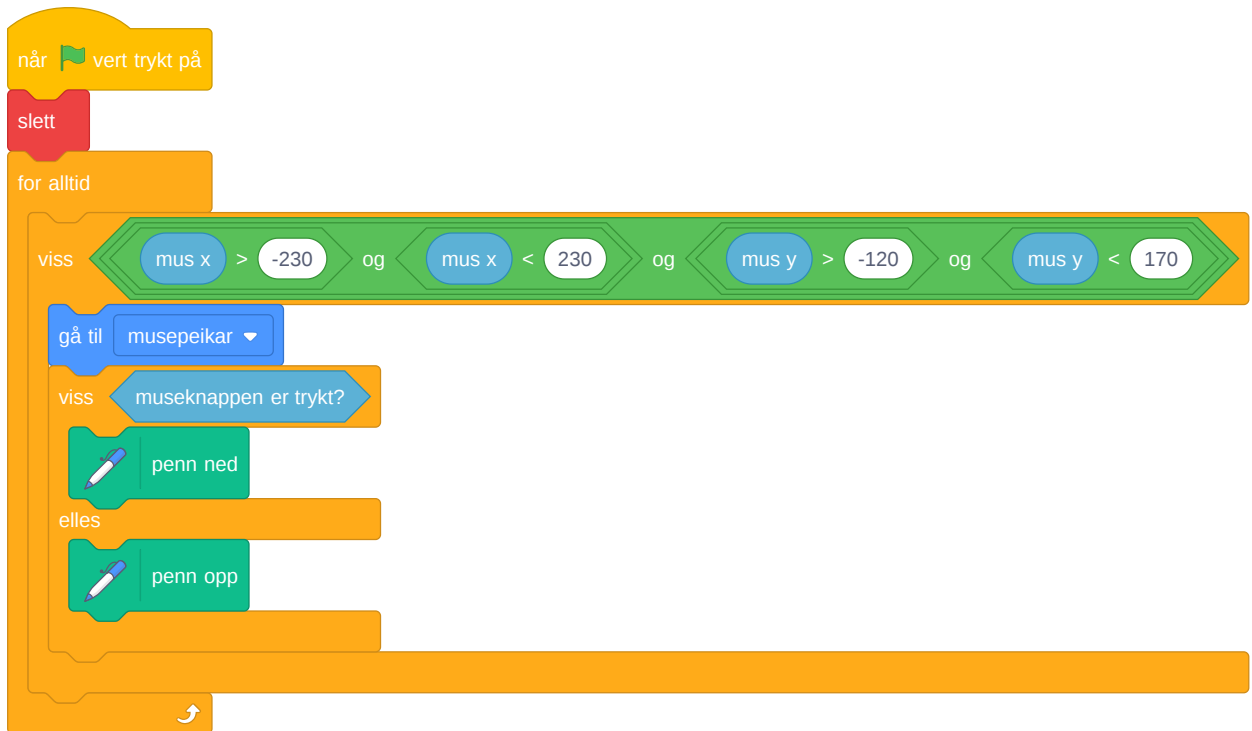 når vert trykt på
slett
for alltid
viss mus x > -230 og mus x < 230 og mus y > -120 og mus y < 170
gå til musepeikar
viss museknappen er trykt?
penn ned
elles
penn opp